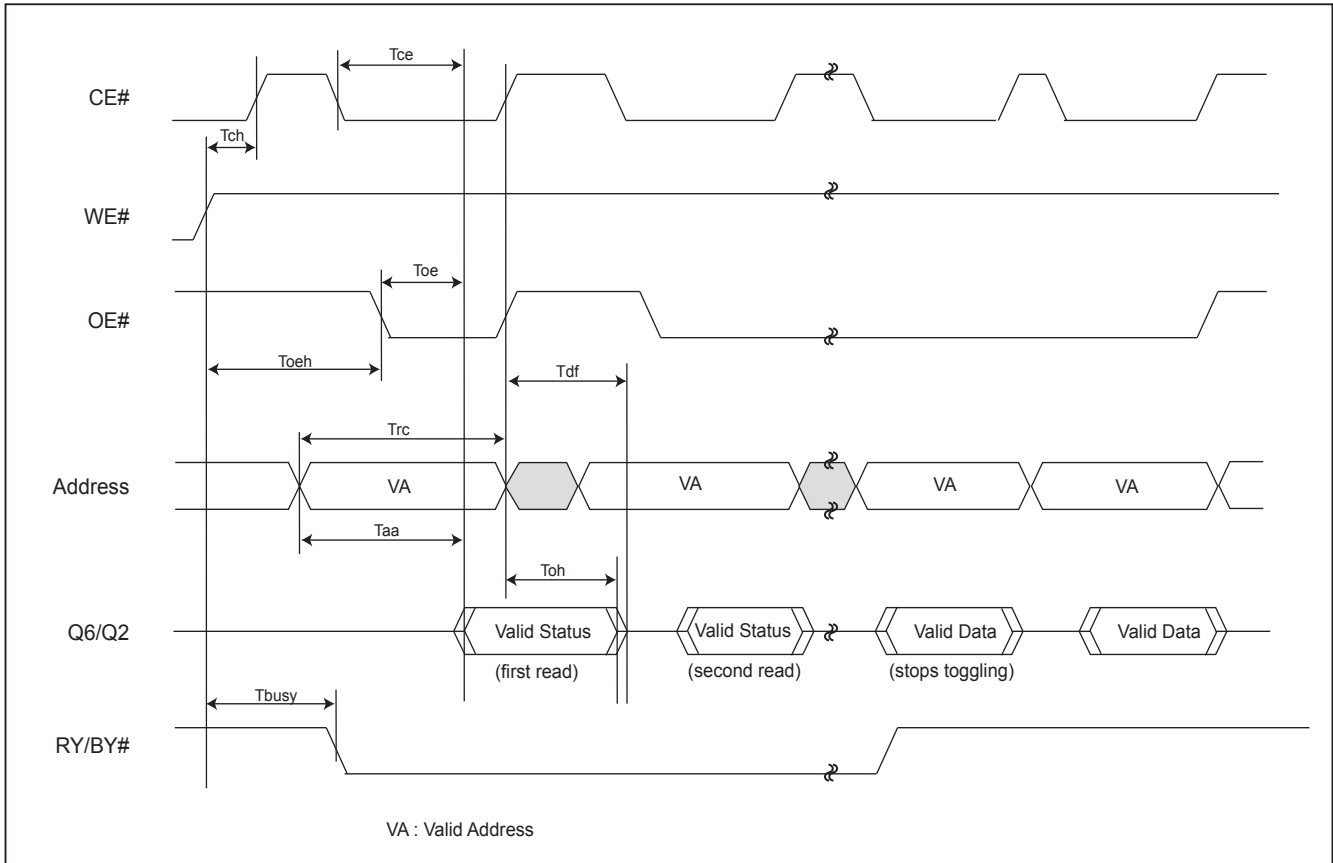 Tce
CE#
Tch
WE#
Toe
OE#
Toeh
Tdf
Trc
Address
VA
VA
VA
VA
Taa
Toh
Q6/Q2
Valid Status
Valid Status
Valid Data
Valid Data
(first read)
(second read)
(stops toggling)
Tbusy
RY/BY#
VA : Valid Address